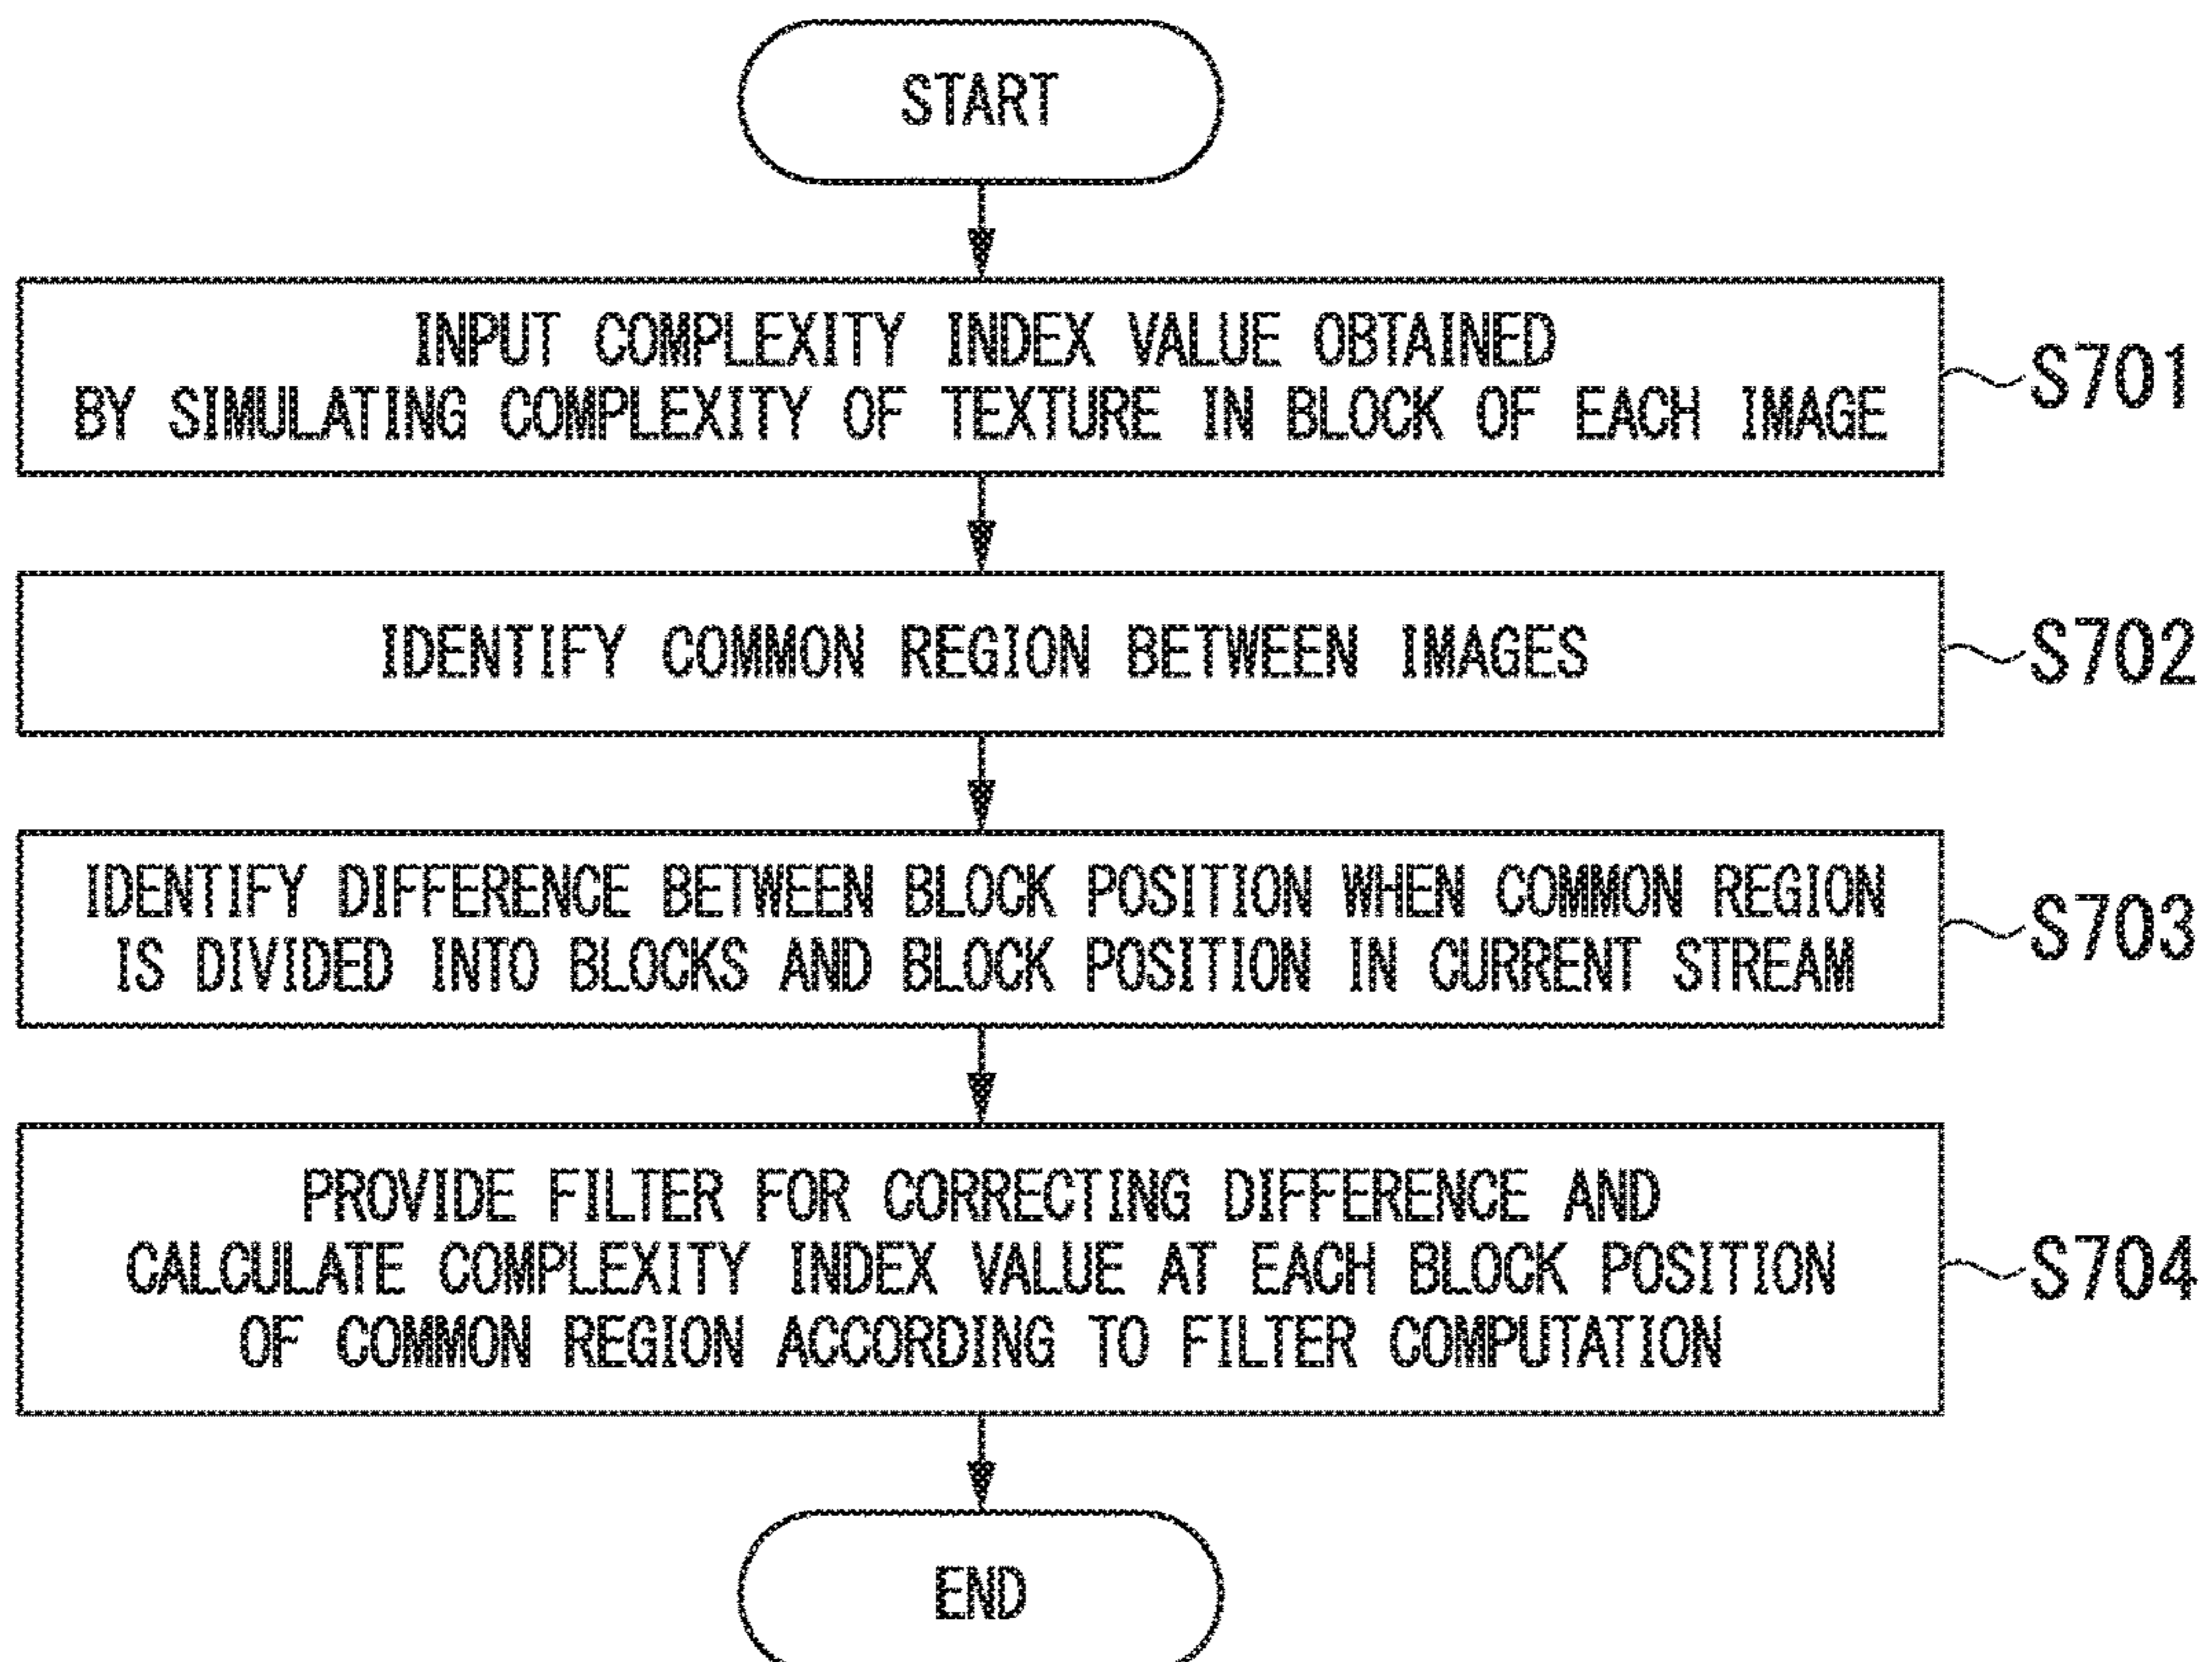 START
INPUT COMPLEXITY INDEX VALUE OBTAINED
BY SIMULATING COMPLEXITY OF TEXTURE IN BLOCK OF EACH IMAGE
S701
IDENTIFY COMMON REGION BETWEEN IMAGES
S702
IDENTIFY DIFFERENCE BETWEEN BLOCK POSITION WHEN COMMON REGION
IS DIVIDED INTO BLOCKS AND BLOCK POSITION IN CURRENT STREAM
S703
PROVIDE FILTER FOR CORRECTING DIFFERENCE AND
CALCULATE COMPLEXITY INDEX VALUE AT EACH BLOCK POSITION
OF COMMON REGION ACCORDING TO FILTER COMPUTATION
S704
END